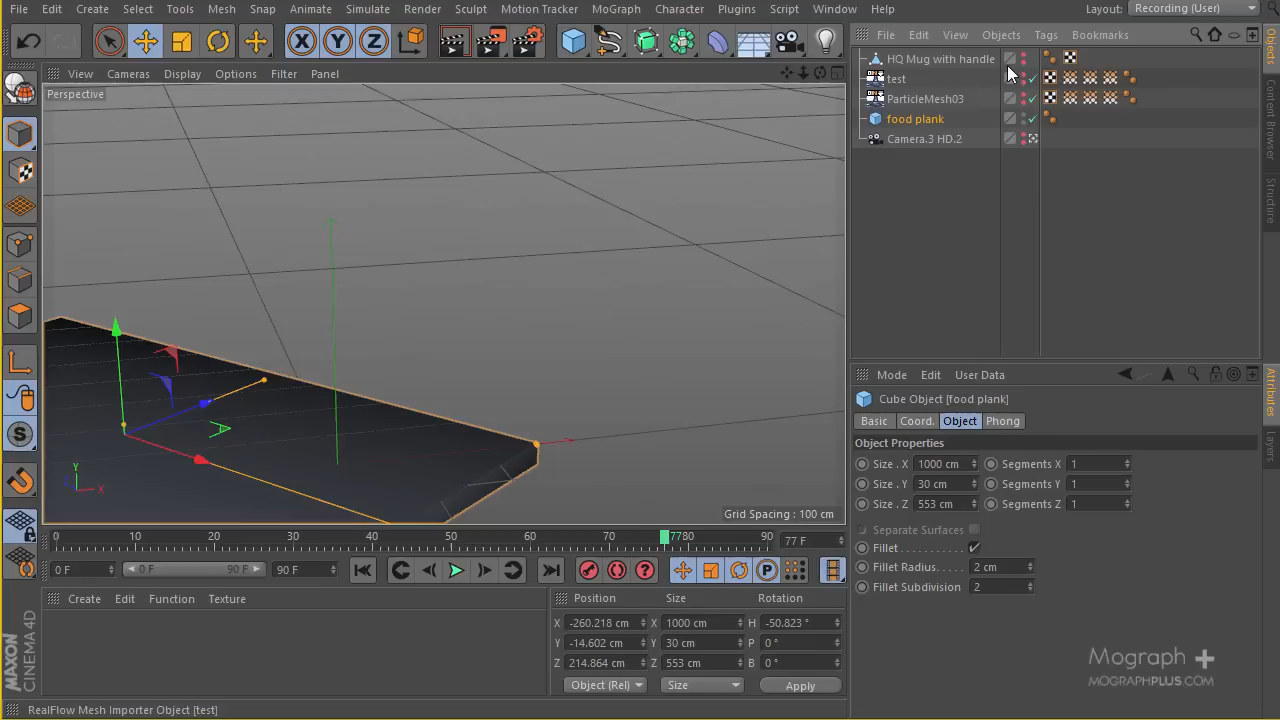 File Edit Create Select Tools Mesh Snap Animate Simulate Render Sculpt Motion Tracker MoGraph Character Plugins Script Window Help Layout: Recording (User)
X Y Z
File Edit View Objects Tags Bookmarks
View Cameras Display Options Filter Panel
Perspective
HQ Mug with handle
test
ParticleMesh03
food plank
Camera.3 HD.2
Objects
Content Browser
Structure
Y
Z
X
S
Grid Spacing : 100 cm
Mode Edit User Data
Cube Object [food plank]
Basic Coord. Object Phong
Object Properties
Size . X 1000 cm Segments X 1
Size . Y 30 cm Segments Y 1
Size . Z 553 cm Segments Z 1
Separate Surfaces
Fillet . . . . . . . . . . .
Fillet Radius. . . . . 2 cm
Fillet Subdivision 2
Attributes
Layers
0 10 20 30 40 50 60 70 77 80 90 77 F
0 F 0 F 90 F 90 F
P
Create Edit Function Texture
Position Size Rotation
X -260.218 cm X 1000 cm H -50.823 °
Y -14.602 cm Y 30 cm P 0 °
Z 214.864 cm Z 553 cm B 0 °
Object (Rel) Size Apply
MAXON
CINEMA 4D
Mograph +
MOGRAPHPLUS.COM
RealFlow Mesh Importer Object [test]